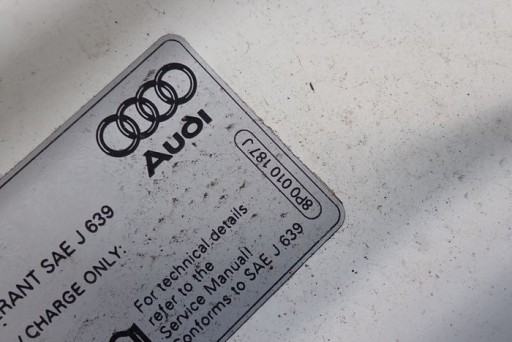 Audi
8P0 010 187 J
RANT SAE J 639
CHARGE ONLY:
For technical details
refer to the
Service Manual!
Conforms to SAE J 639